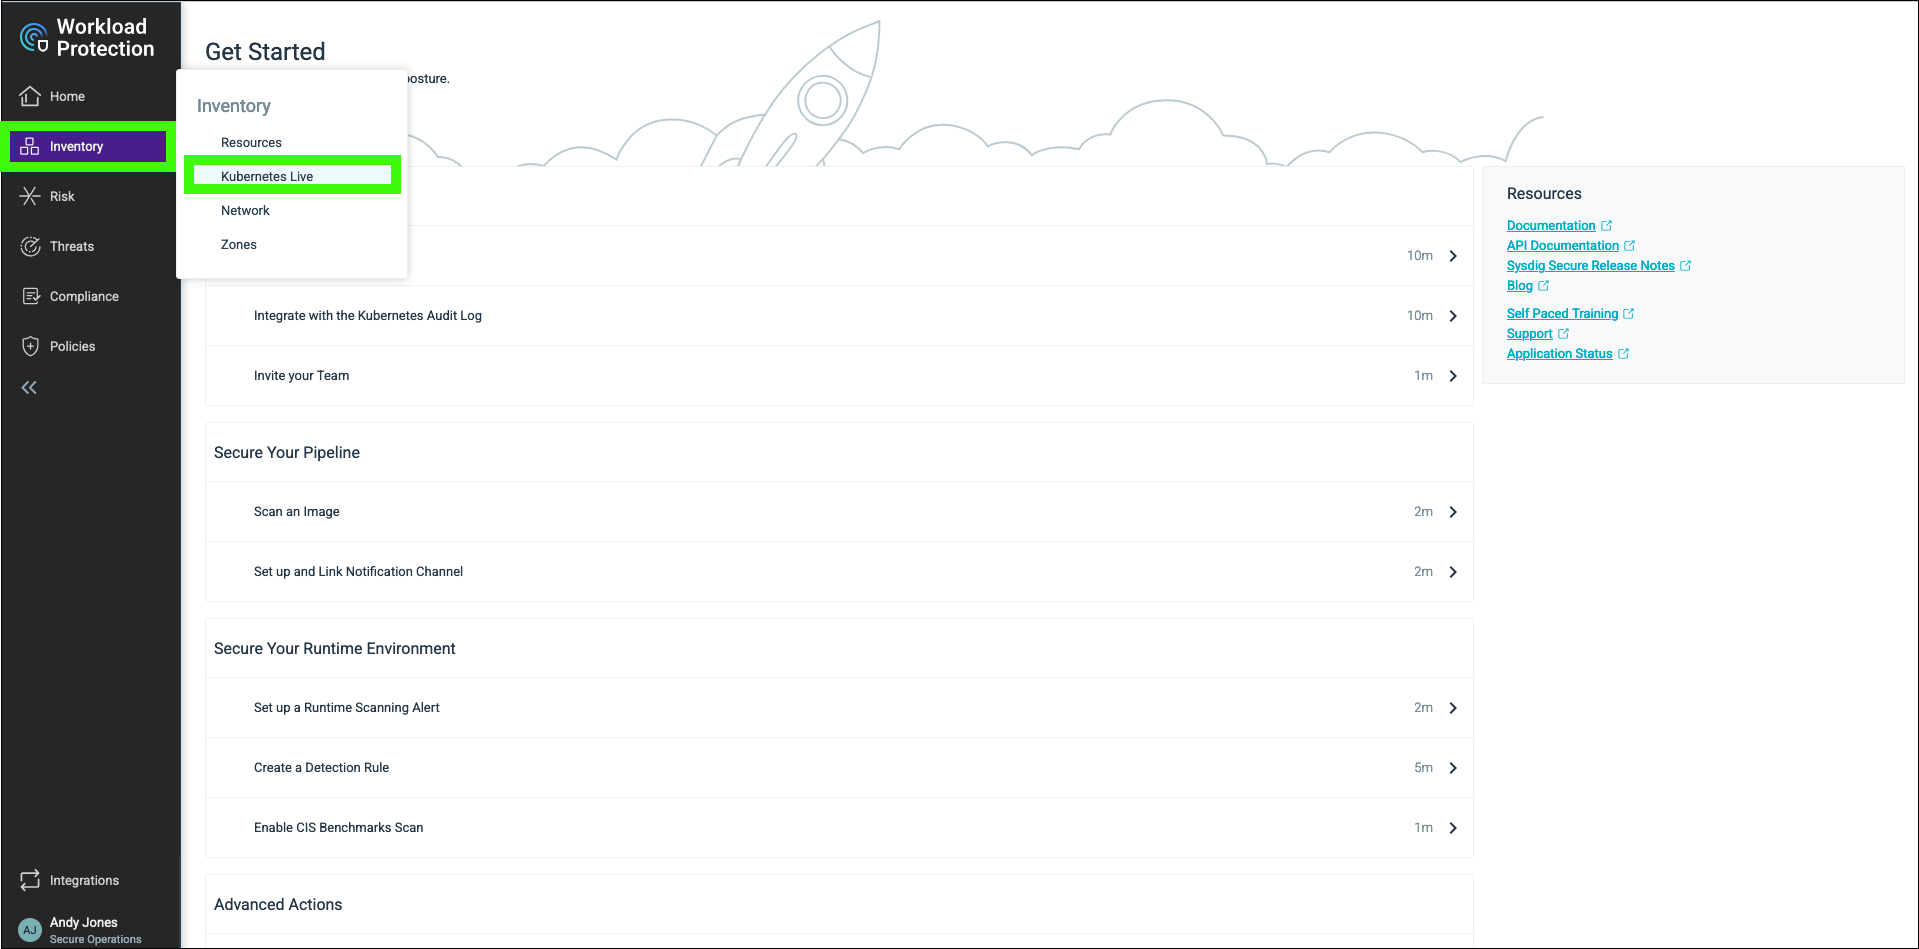 Workload
Protection
Home
Inventory
Risk
Threats
Compliance
Policies
Integrations
AJ
Andy Jones
Secure Operations
Get Started
posture.
Inventory
Resources
Kubernetes Live
Network
Zones
10m
Integrate with the Kubernetes Audit Log 10m
Invite your Team 1m
Secure Your Pipeline
Scan an Image 2m
Set up and Link Notification Channel 2m
Secure Your Runtime Environment
Set up a Runtime Scanning Alert 2m
Create a Detection Rule 5m
Enable CIS Benchmarks Scan 1m
Advanced Actions
Resources
Documentation
API Documentation
Sysdig Secure Release Notes
Blog
Self Paced Training
Support
Application Status